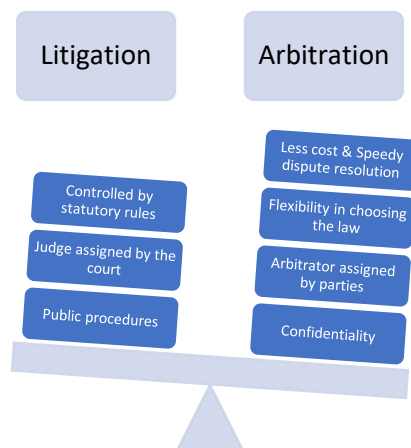 Litigation
Arbitration
Controlled by
statutory rules
Judge assigned by the
court
Public procedures
Less cost & Speedy
dispute resolution
Flexibility in choosing
the law
Arbitrator assigned
by parties
Confidentiality